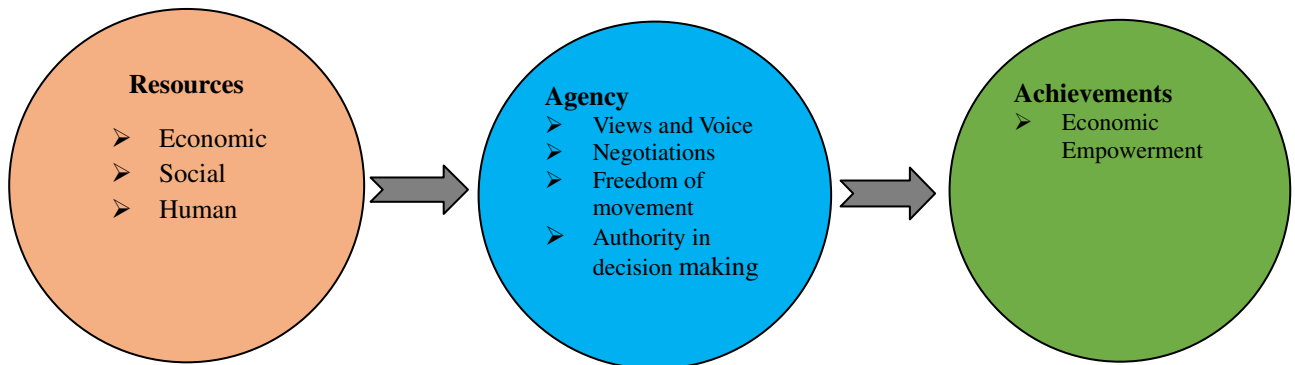 Resources
➢ Economic
➢ Social
➢ Human
Agency
➢ Views and Voice
➢ Negotiations
➢ Freedom of
movement
➢ Authority in
decision making
Achievements
➢ Economic
Empowerment